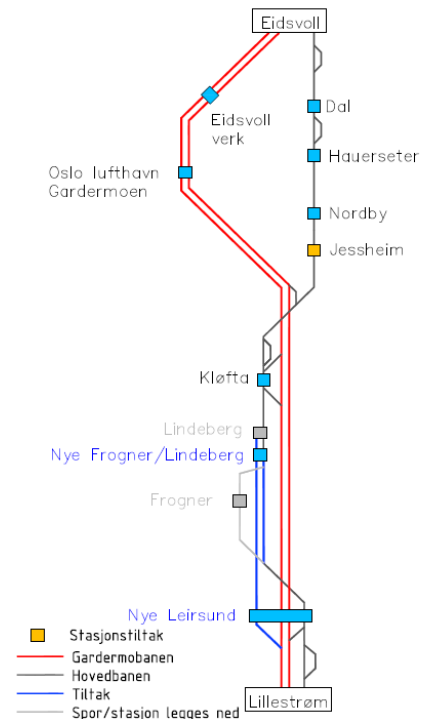 Eidsvoll
Dal
Eidsvoll
verk
Hauerseter
Oslo lufthavn
Gardermoen
Nordby
Jessheim
Kløfta
Lindeberg
Nye Frogner/Lindeberg
Frogner
Nye Leirsund
Stasjonstiltak
Gardermobanen
Hovedbanen
Tiltak
Spor/stasjon legges ned
Lillestrøm